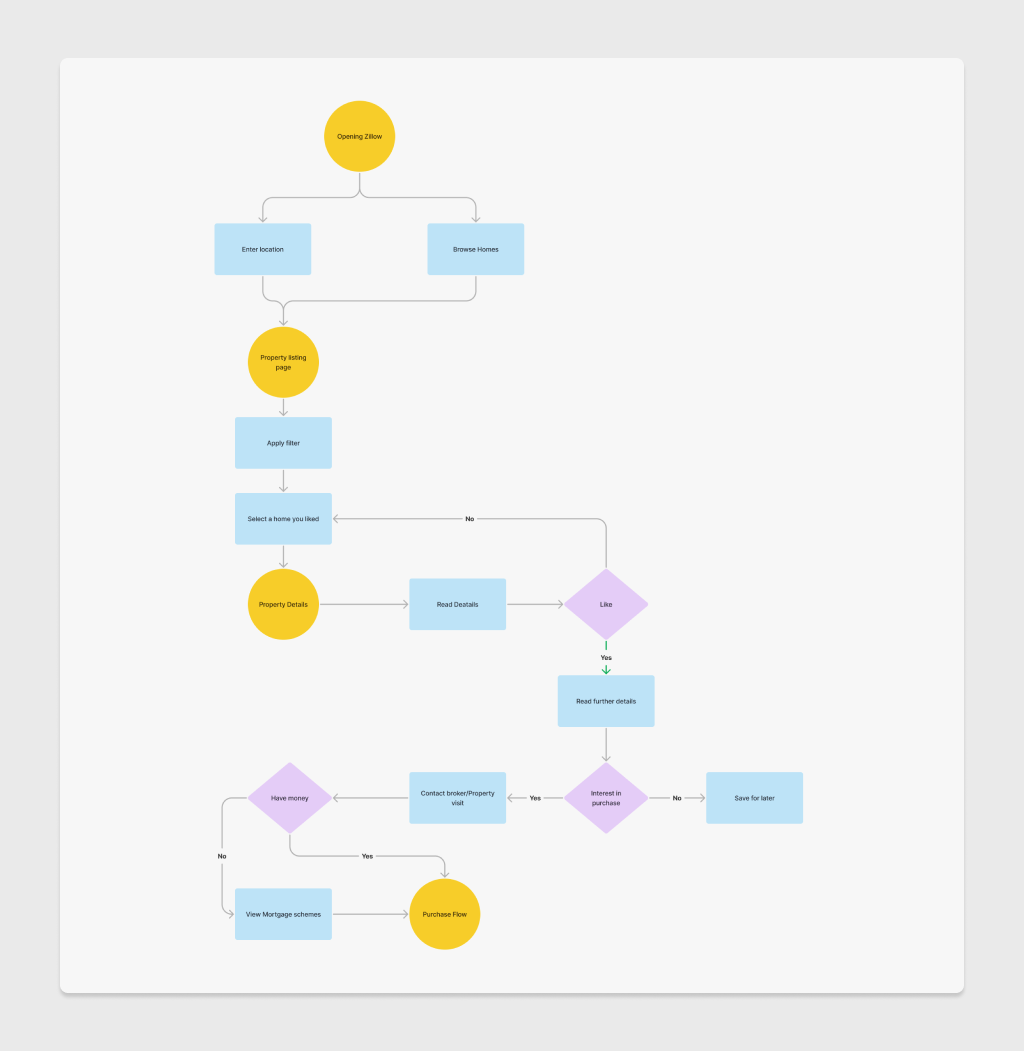 Opening Zillow
Enter location
Browse Homes
Property listing
page
Apply filter
Select a home you liked
No
Property Details
Read Deatails
Like
Yes
Read further details
Have money
Contact broker/Property
visit
Yes
Interest in
purchase
No
Save for later
No
Yes
View Mortgage schemes
Purchase Flow